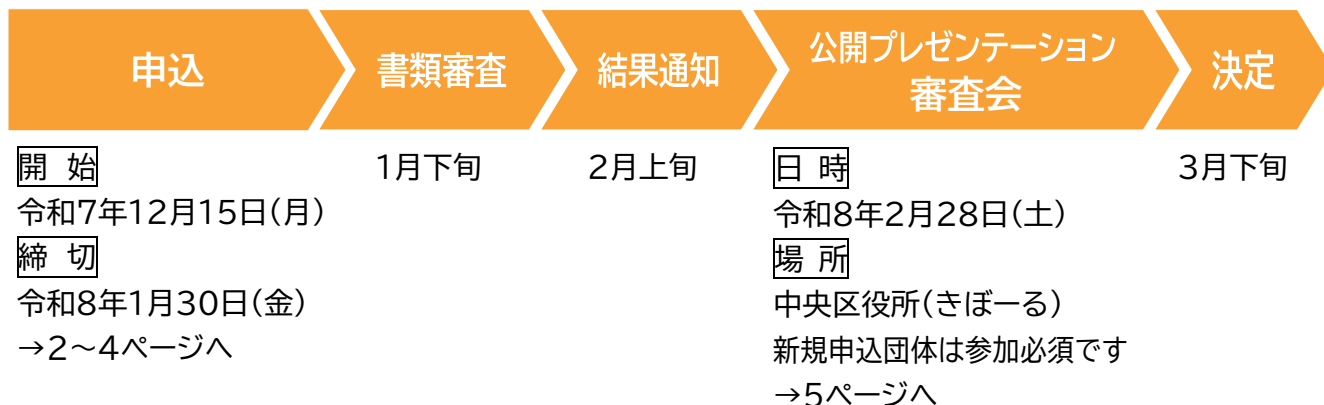 申込
書類審査
結果通知
公開プレゼンテーション
審査会
決定
開 始
令和7年12月15日(月)
締 切
令和8年1月30日(金)
→2~4ページへ
1月下旬
2月上旬
日 時
令和8年2月28日(土)
場 所
中央区役所(きぼーる)
新規申込団体は参加必須です
→5ページへ
3月下旬